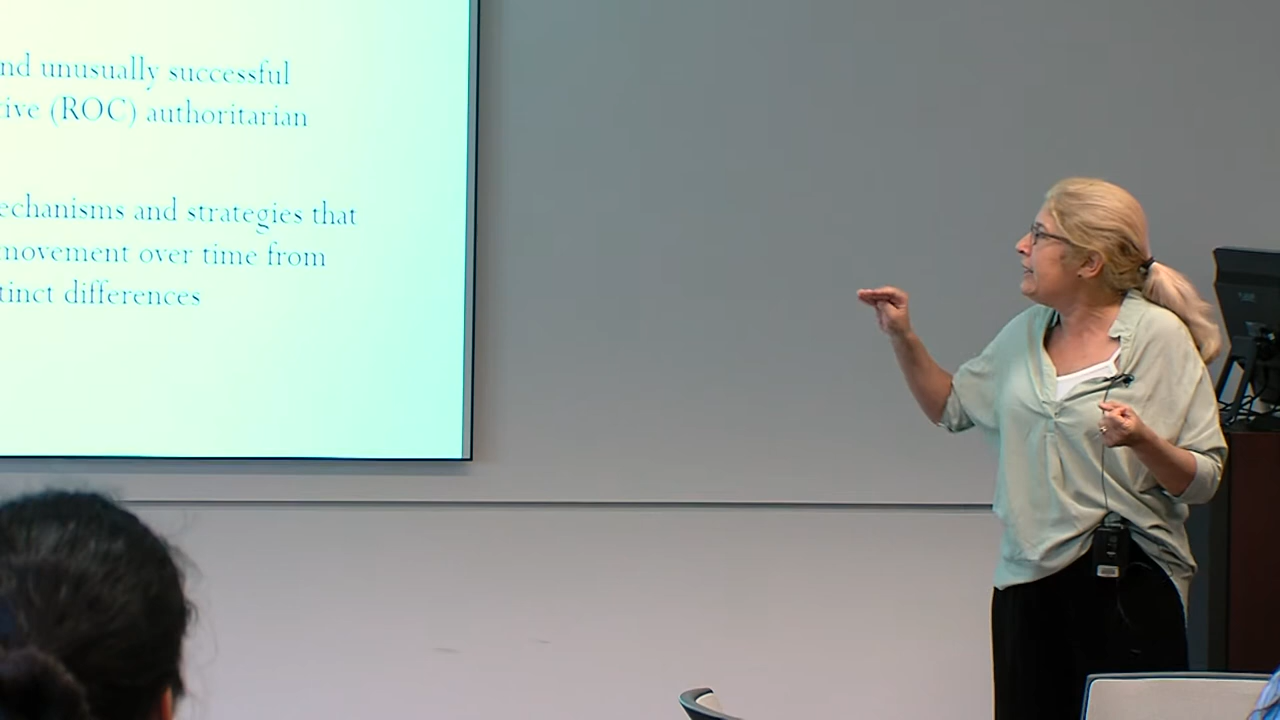 nd unusually successful
tive (ROC) authoritarian
echanisms and strategies that
movement over time from
tinct differences